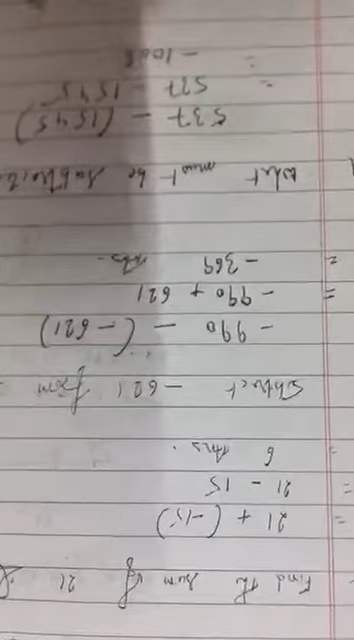 Find the sum of 21
= 21 + (-15)
= 21 - 15
= 6 Ans.
Subtract -621 from
- 990 - (-621)
= - 990 + 621
= - 369 Ans.
What must be subtrac
537 - (1545)
= 537 - 1545
= - 1008